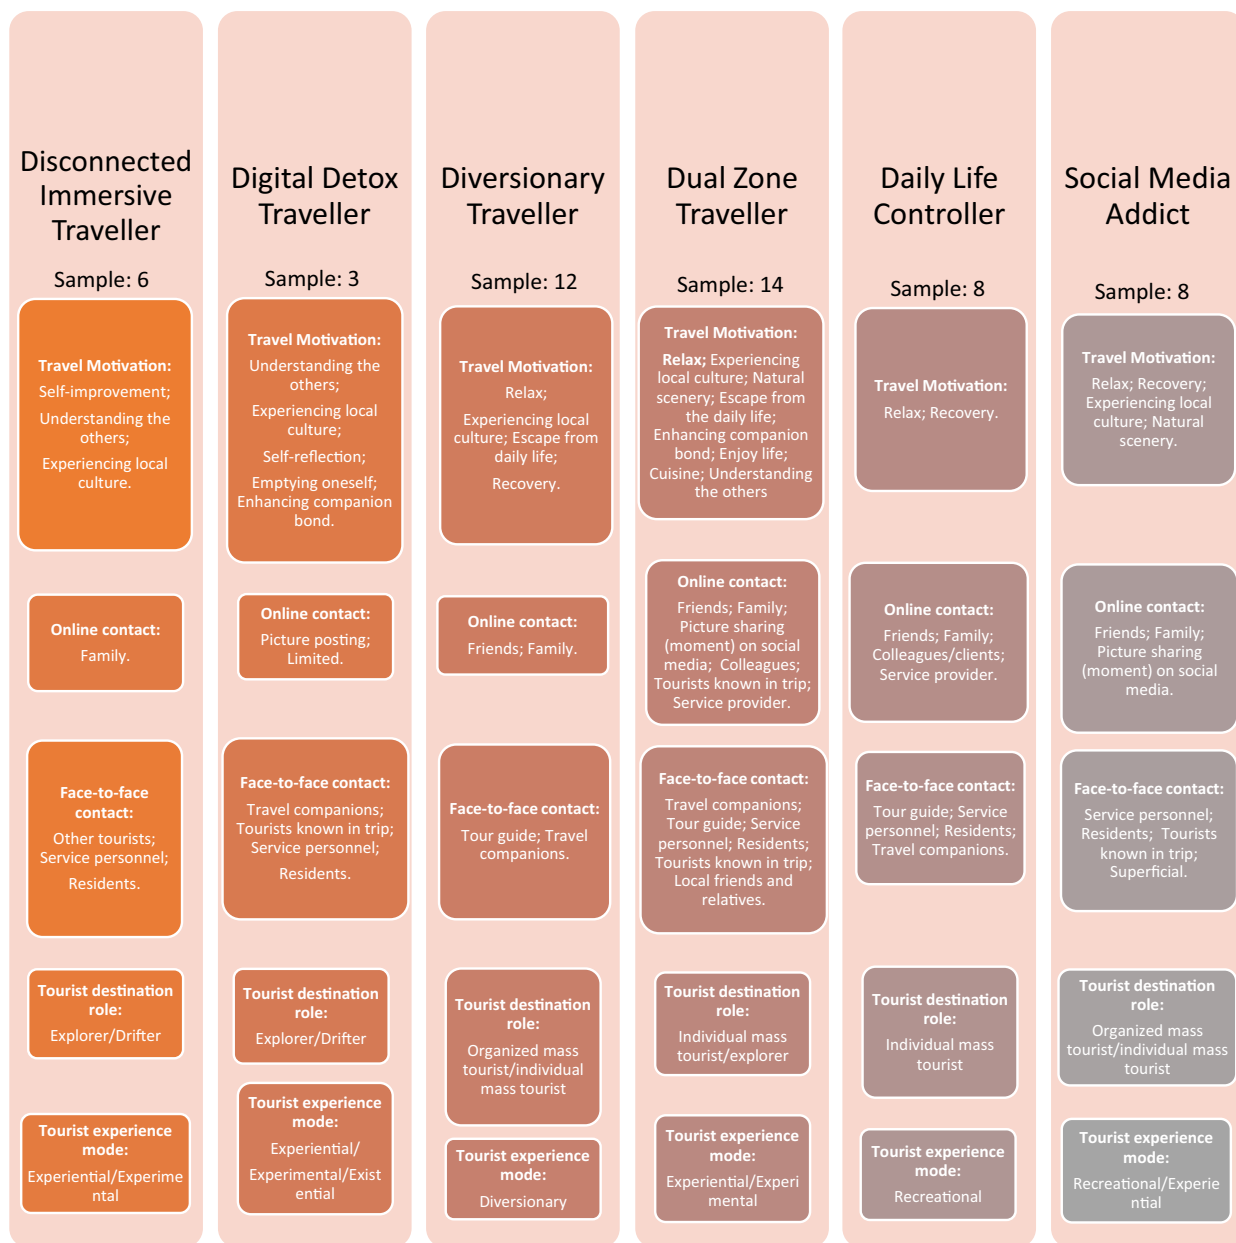 Disconnected
Immersive
Traveller
Sample: 6
Travel Motivation:
Self-improvement;
Understanding the
others;
Experiencing local
culture.
Online contact:
Family.
Face-to-face
contact:
Other tourists;
Service personnel;
Residents.
Tourist destination
role:
Explorer/Drifter
Tourist experience
mode:
Experiential/Experime
ntal
Digital Detox
Traveller
Sample: 3
Travel Motivation:
Understanding the
others;
Experiencing local
culture;
Self-reflection;
Emptying oneself;
Enhancing companion
bond.
Online contact:
Picture posting;
Limited.
Face-to-face contact:
Travel companions;
Tourists known in trip;
Service personnel;
Residents.
Tourist destination
role:
Explorer/Drifter
Tourist experience
mode:
Experiential/
Experimental/Exist
ential
Diversionary
Traveller
Sample: 12
Travel Motivation:
Relax;
Experiencing local
culture; Escape from
daily life;
Recovery.
Online contact:
Friends; Family.
Face-to-face contact:
Tour guide; Travel
companions.
Tourist destination
role:
Organized mass
tourist/individual
mass tourist
Tourist experience
mode:
Diversionary
Dual Zone
Traveller
Sample: 14
Travel Motivation:
Relax; Experiencing
local culture; Natural
scenery; Escape from
the daily life;
Enhancing companion
bond; Enjoy life;
Cuisine; Understanding
the others
Online contact:
Friends; Family;
Picture sharing
(moment) on social
media; Colleagues;
Tourists known in trip;
Service provider.
Face-to-face contact:
Travel companions;
Tour guide; Service
personnel; Residents;
Tourists known in trip;
Local friends and
relatives.
Tourist destination
role:
Individual mass
tourist/explorer
Tourist experience
mode:
Experiential/Experi
mental
Daily Life
Controller
Sample: 8
Travel Motivation:
Relax; Recovery.
Online contact:
Friends; Family;
Colleagues/clients;
Service provider.
Face-to-face contact:
Tour guide; Service
personnel; Residents;
Travel companions.
Tourist destination
role:
Individual mass
tourist
Tourist experience
mode:
Recreational
Social Media
Addict
Sample: 8
Travel Motivation:
Relax; Recovery;
Experiencing local
culture; Natural
scenery.
Online contact:
Friends; Family;
Picture sharing
(moment) on social
media.
Face-to-face contact:
Service personnel;
Residents; Tourists
known in trip;
Superficial.
Tourist destination
role:
Organized mass
tourist/individual mass
tourist
Tourist experience
mode:
Recreational/Experie
ntial